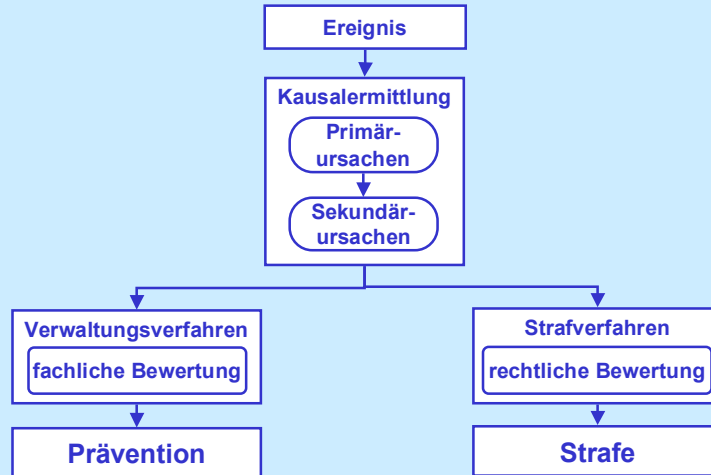 Ereignis
Kausalermittlung
Primär-
ursachen
Sekundär-
ursachen
Verwaltungsverfahren
fachliche Bewertung
Prävention
Strafverfahren
rechtliche Bewertung
Strafe